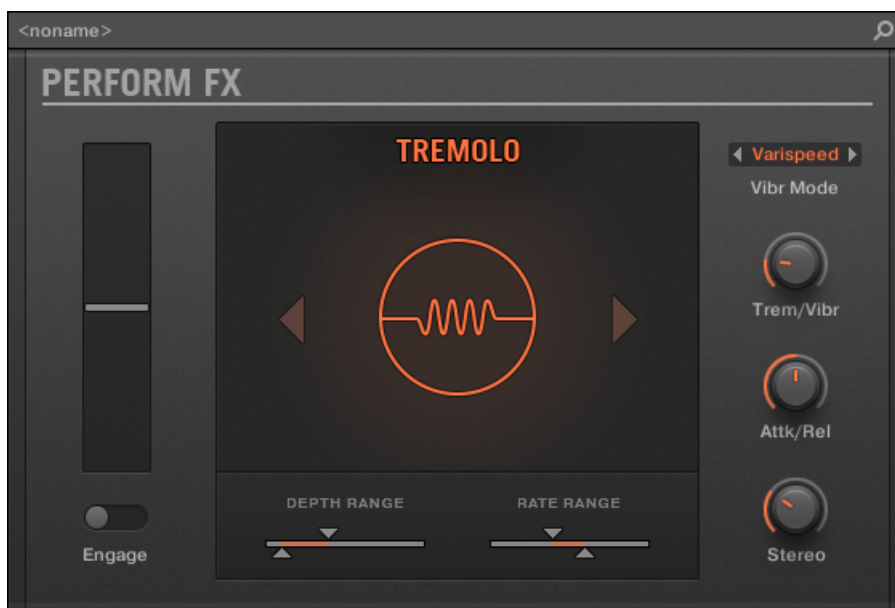 <noname>
PERFORM FX
TREMOLO
Varispeed
Vibr Mode
Trem/Vibr
Attk/Rel
DEPTH RANGE
RATE RANGE
Engage
Stereo